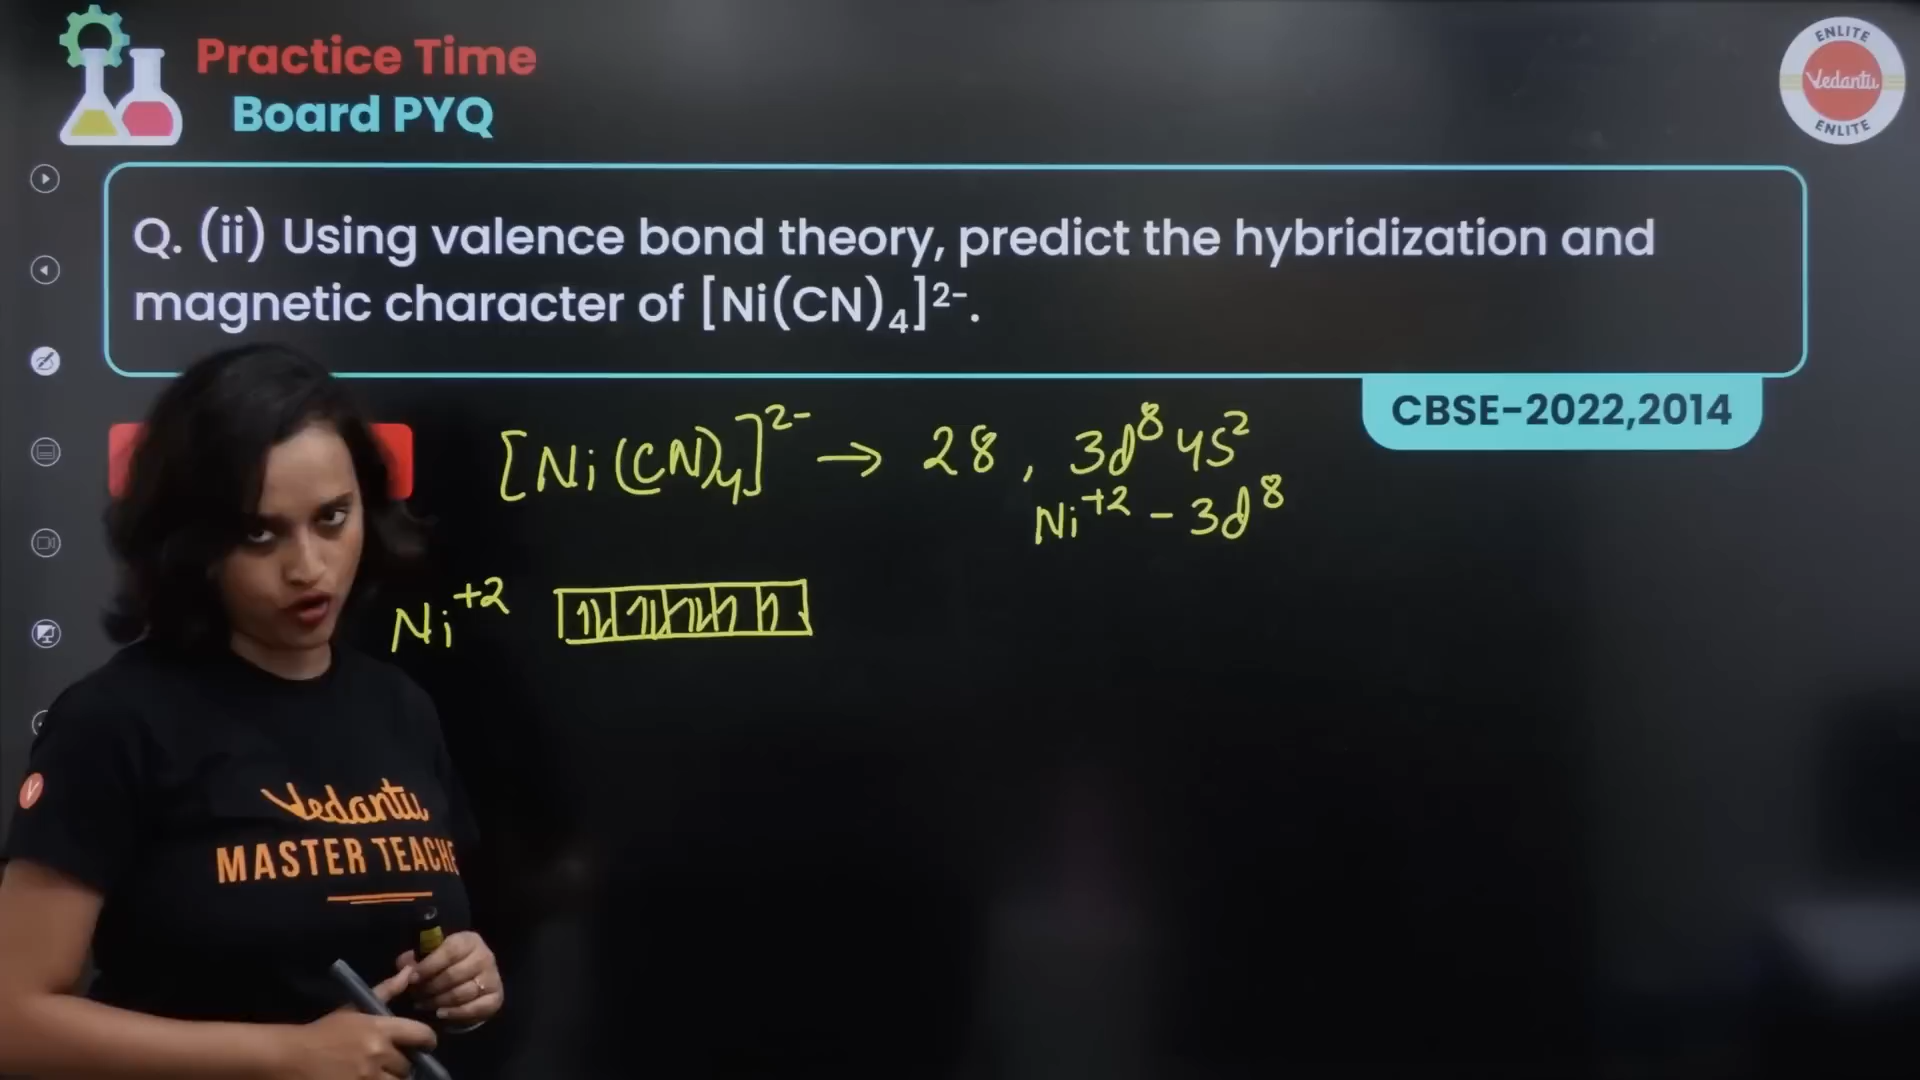 Practice Time
Board PYQ
ENLITE
Vedantu
ENLITE
Q. (ii) Using valence bond theory, predict the hybridization and
magnetic character of [Ni(CN)₄]²⁻.
CBSE-2022,2014
[Ni(CN)₄]²⁻ → 28, 3d⁸ 4s²
Ni⁺² - 3d⁸
Ni⁺²
Vedantu
MASTER TEACHE